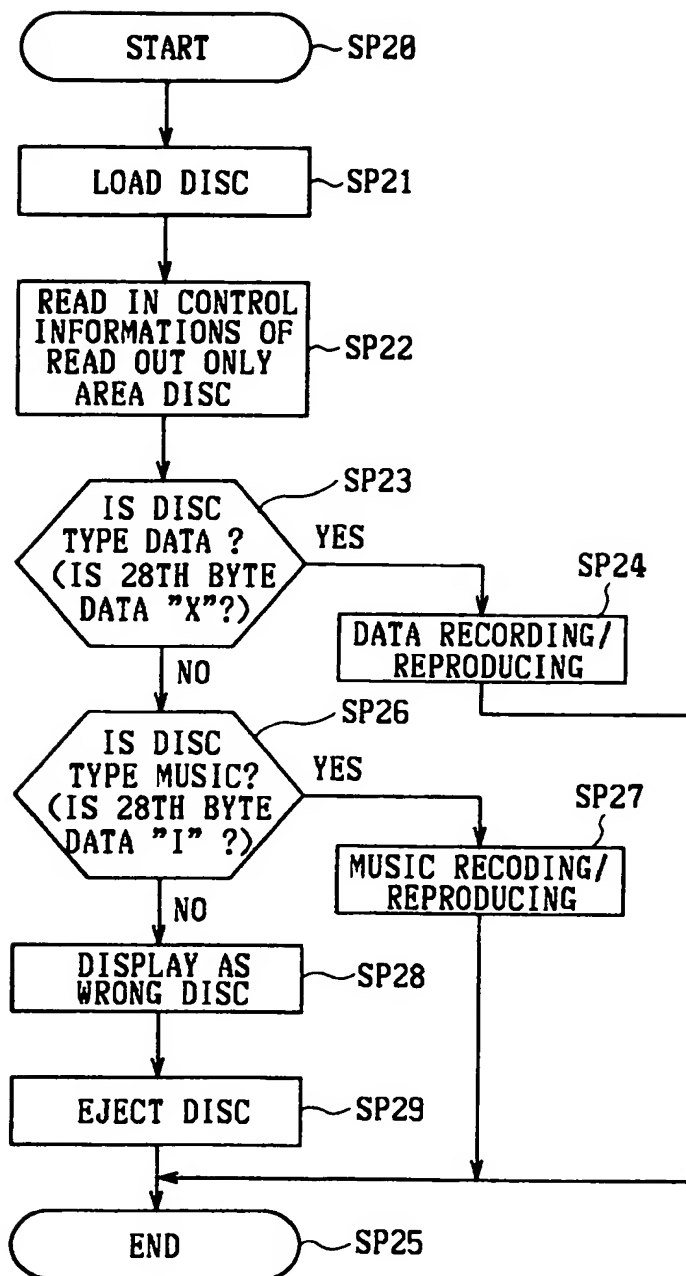 START
SP20
LOAD DISC
SP21
READ IN CONTROL
INFORMATIONS OF
READ OUT ONLY
AREA DISC
SP22
SP23
IS DISC
TYPE DATA ?
(IS 28TH BYTE
DATA "X"?)
YES
SP24
DATA RECORDING/
REPRODUCING
NO
SP26
IS DISC
TYPE MUSIC?
(IS 28TH BYTE
DATA "I" ?)
YES
SP27
MUSIC RECODING/
REPRODUCING
NO
DISPLAY AS
WRONG DISC
SP28
EJECT DISC
SP29
END
SP25